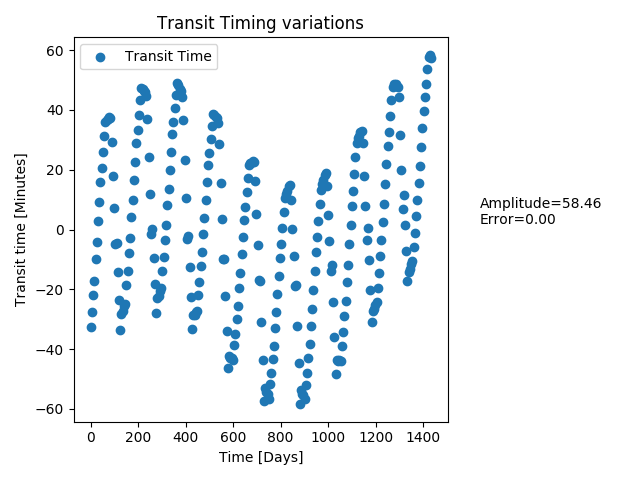 Transit Timing variations
Transit Time
60
40
20
0
−20
−40
−60
Transit time [Minutes]
0 200 400 600 800 1000 1200 1400
Time [Days]
Amplitude=58.46
Error=0.00